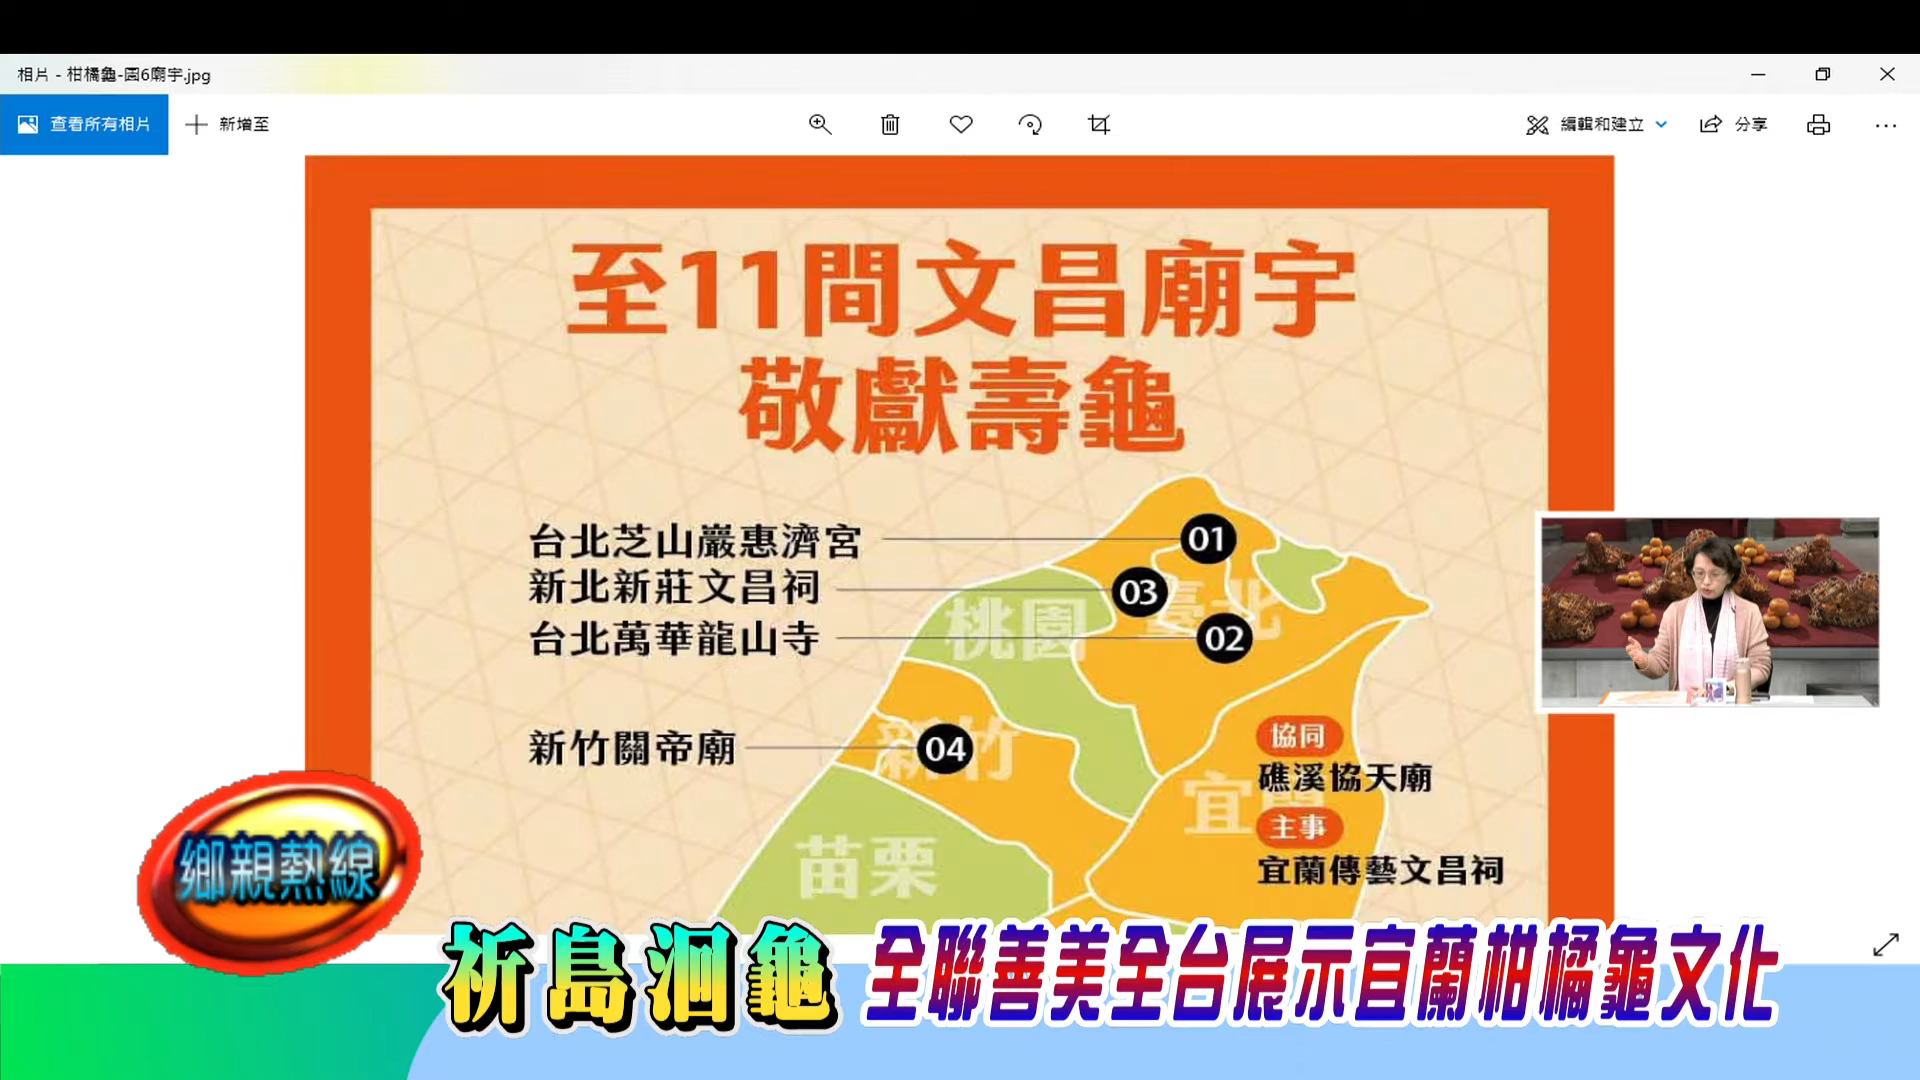 相片 - 柑橘龜-圖6廟宇.jpg
查看所有相片
新增至
編輯和建立
分享
至11間文昌廟宇
敬獻壽龜
台北芝山巖惠濟宮
01
新北新莊文昌祠
03
臺北
台北萬華龍山寺
02
桃園
新竹關帝廟
04
新竹
協同
礁溪協天廟
宜蘭
主事
宜蘭傳藝文昌祠
苗栗
鄉親熱線
祈島洄龜 全聯善美全台展示宜蘭柑橘龜文化